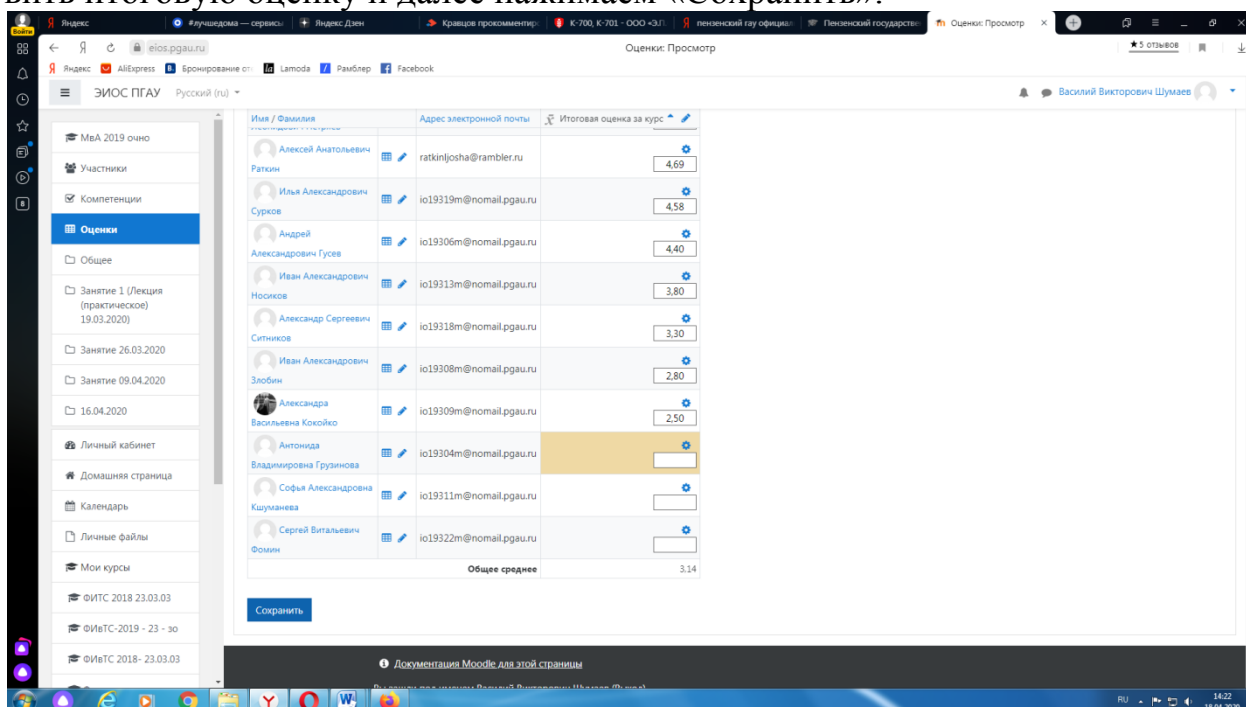 вить итоговую оценку и далее нажимаем «Сохранить».
Яндекс
#лучшедома — сервисы
Яндекс.Дзен
Кравцов прокомментир
К-700, К-701 - ООО «ЭЛ
пензенский гау официал
Пензенский государстве
Оценки: Просмотр
Войти
eios.pgau.ru
Оценки: Просмотр
★5 отзывов
Яндекс
AliExpress
Бронирование от
Lamoda
Рамблер
Facebook
ЭИОС ПГАУ Русский (ru)
Василий Викторович Шумаев
МвА 2019 очно
Участники
Компетенции
Оценки
Общее
Занятие 1 (Лекция
(практическое)
19.03.2020)
Занятие 26.03.2020
Занятие 09.04.2020
16.04.2020
Личный кабинет
Домашняя страница
Календарь
Личные файлы
Мои курсы
ФИТС 2018 23.03.03
ФИвТС-2019 - 23 - зо
ФИвТС 2018- 23.03.03
Имя / Фамилия Адрес электронной почты Итоговая оценка за курс
Алексей Анатольевич
Раткин
ratkinljosha@rambler.ru 4,69
Илья Александрович
Сурков
io19319m@nomail.pgau.ru 4,58
Андрей
Александрович Гусев
io19306m@nomail.pgau.ru 4,40
Иван Александрович
Носиков
io19313m@nomail.pgau.ru 3,80
Александр Сергеевич
Ситников
io19318m@nomail.pgau.ru 3,30
Иван Александрович
Злобин
io19308m@nomail.pgau.ru 2,80
Александра
Васильевна Кокойко
io19309m@nomail.pgau.ru 2,50
Антонида
Владимировна Грузинова
io19304m@nomail.pgau.ru
Софья Александровна
Кшуманева
io19311m@nomail.pgau.ru
Сергей Витальевич
Фомин
io19322m@nomail.pgau.ru
Общее среднее 3,14
Сохранить
Документация Moodle для этой страницы
RU
14:22